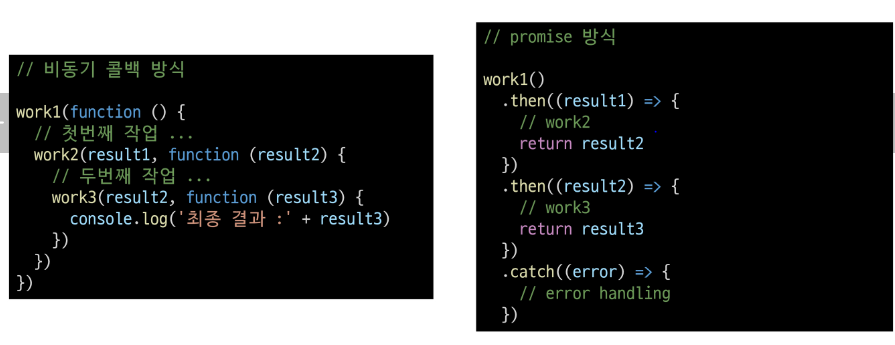 // 비동기 콜백 방식
work1(function () {
// 첫번째 작업 ...
work2(result1, function (result2) {
// 두번째 작업 ...
work3(result2, function (result3) {
console.log('최종 결과 :' + result3)
})
})
})
// promise 방식
work1()
.then((result1) => {
// work2
return result2
})
.then((result2) => {
// work3
return result3
})
.catch((error) => {
// error handling
})